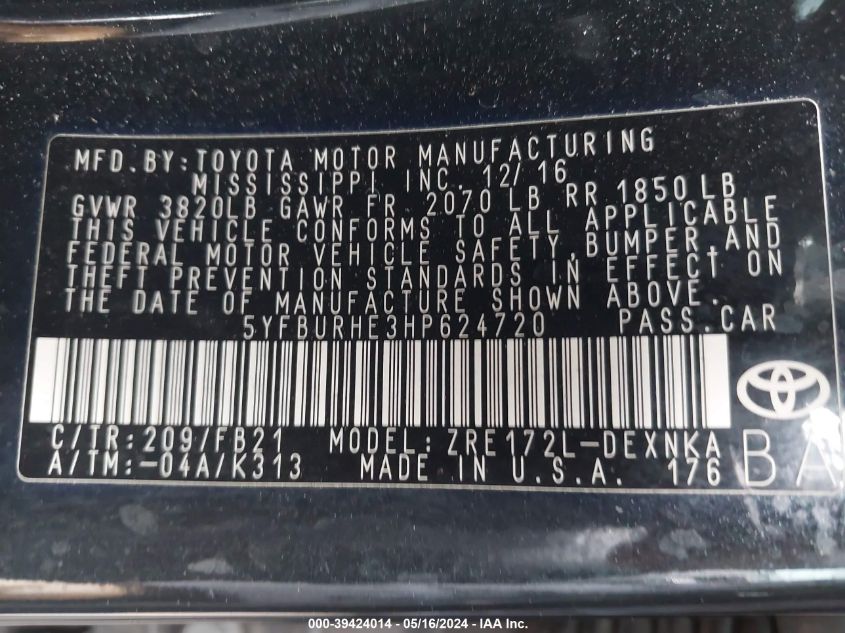 MFD. BY: TOYOTA MOTOR MANUFACTURING
MISSISSIPPI INC. 12/16
GVWR 3820LB GAWR FR 2070 LB RR 1850 LB
THIS VEHICLE CONFORMS TO ALL APPLICABLE
FEDERAL MOTOR VEHICLE SAFETY, BUMPER, AND
THEFT PREVENTION STANDARDS IN EFFECT ON
THE DATE OF MANUFACTURE SHOWN ABOVE.
5YFBURHE3HP624720 PASS.CAR
C/TR: 209/FB21 MODEL: ZRE172L-DEXNKA
A/TM: -04A/K313 MADE IN U.S.A. 176 BA
000-39424014 - 05/16/2024 - IAA Inc.